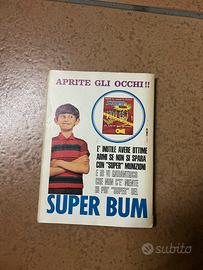 APRITE GLI OCCHI!!
È INUTILE AVERE OTTIME
ARMI SE NON SI SPARA
CON "SUPER" MUNIZIONI
E IO VI GARANTISCO
CHE NON C'È NIENTE
DI PIÙ "SUPER" DEL
SUPER BUM
subito